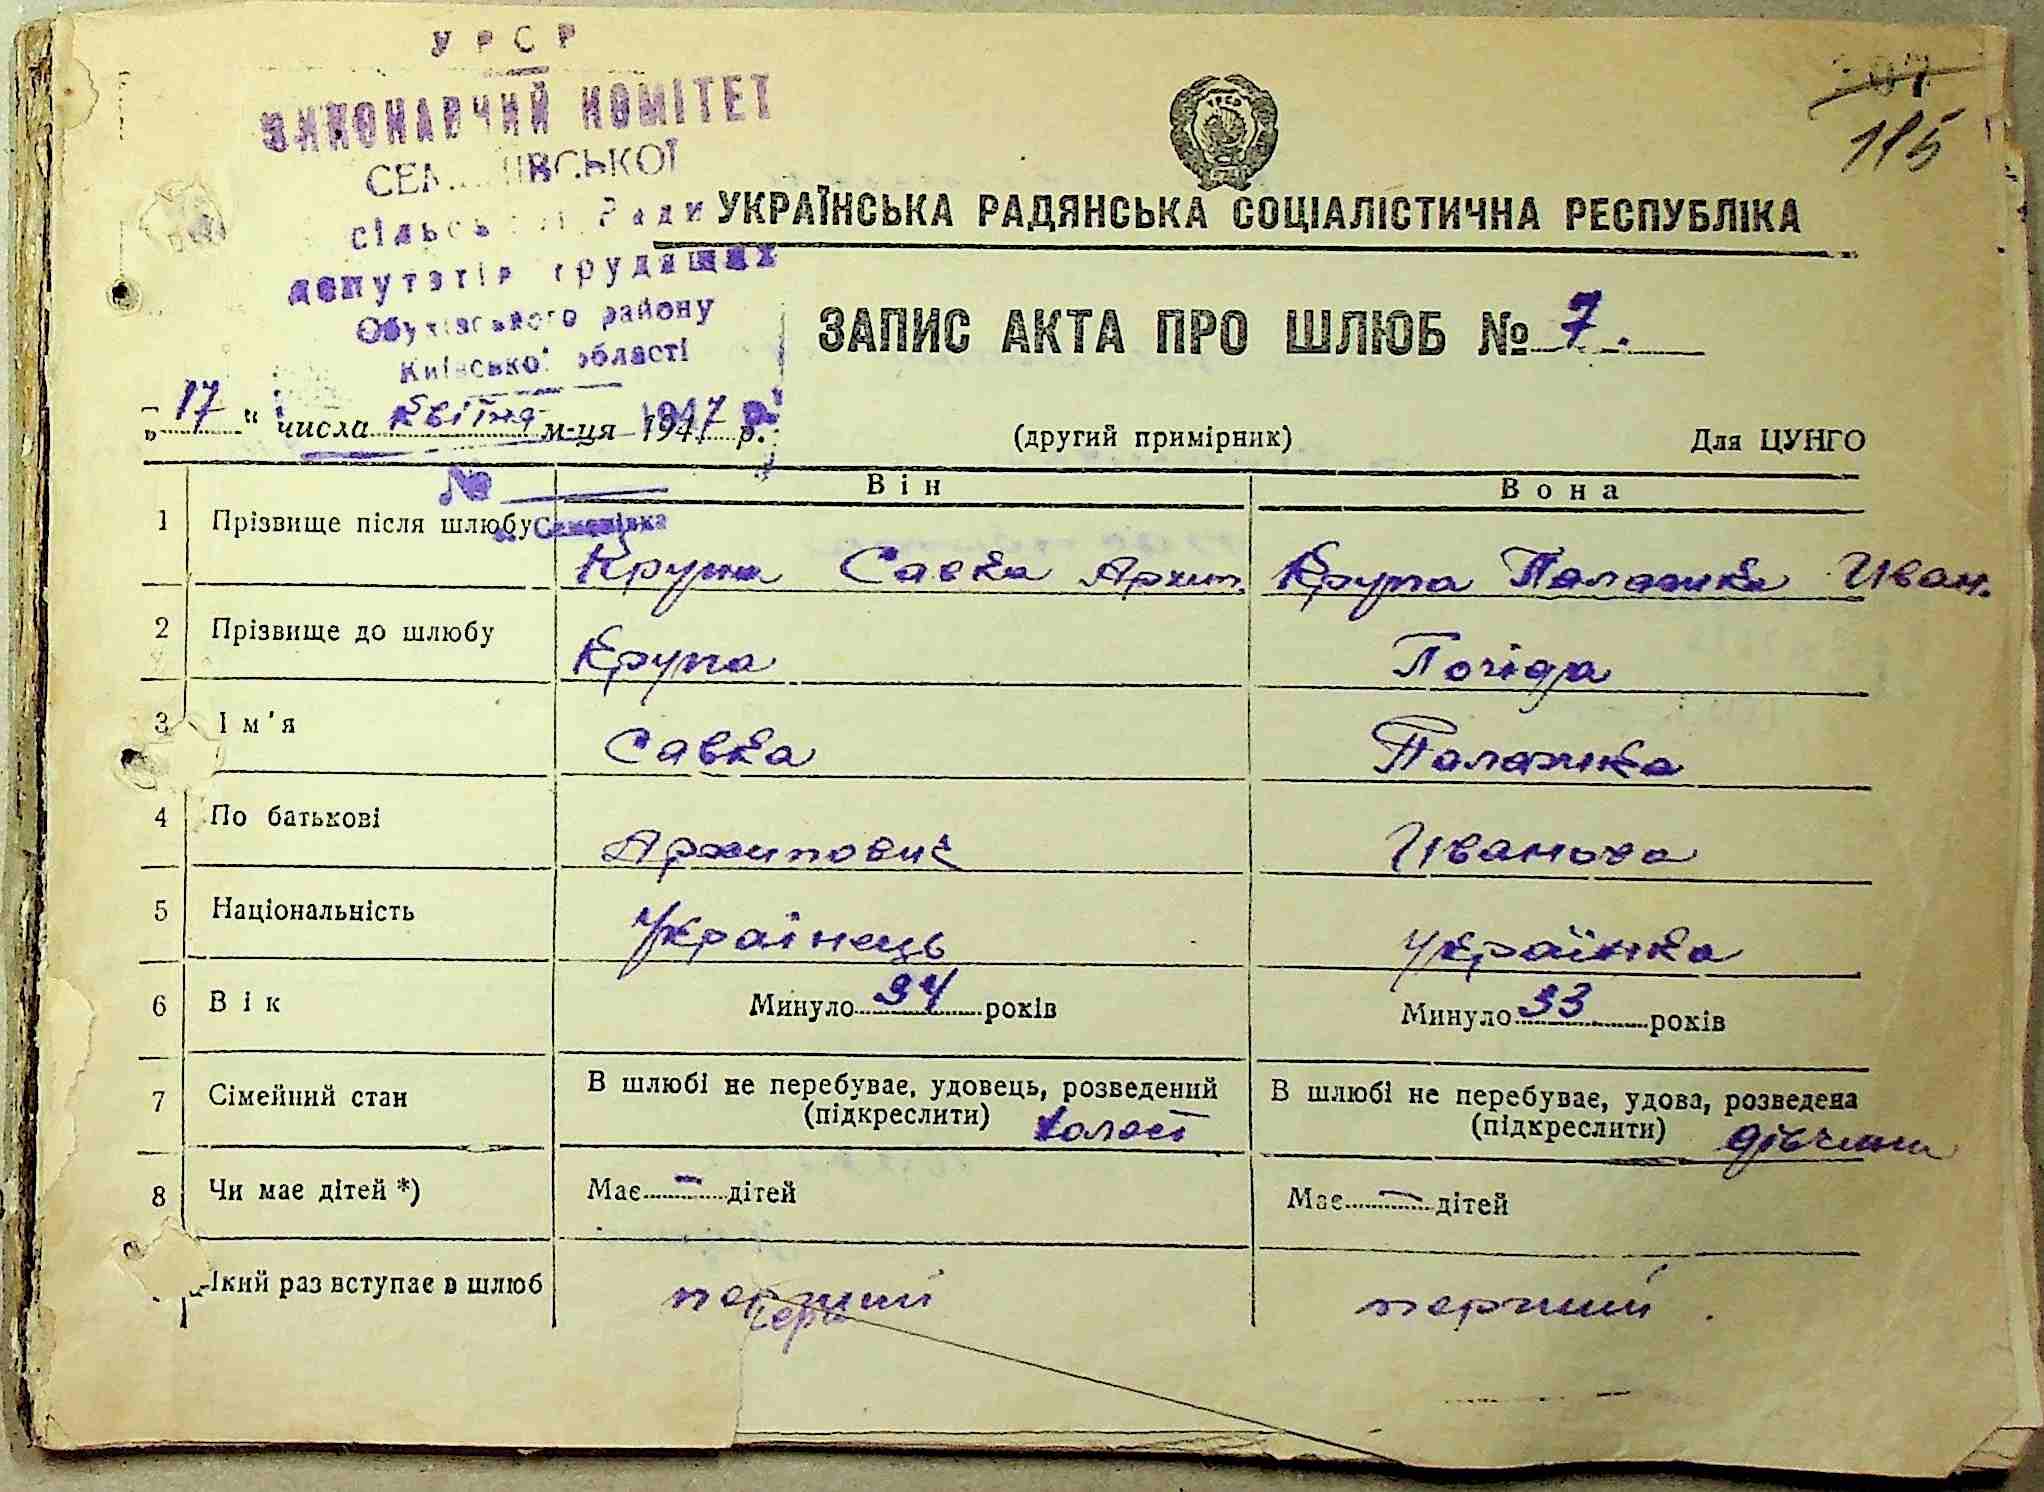 УРСР
ВИКОНАВЧИЙ КОМІТЕТ
СЕМ...ІВСЬКОЇ
сільської Ради
депутатів трудящих
Обухівського району
Київської області
207
115
УКРАЇНСЬКА РАДЯНСЬКА СОЦІАЛІСТИЧНА РЕСПУБЛІКА
ЗАПИС АКТА ПРО ШЛЮБ № 7.
„17“ числа квітня м-ця 1947 р.
(другий примірник) Для ЦУНГО
№
Він Вона
1 Прізвище після шлюбу Крупа Савка Архип. Крупа Палажка Иван.
2 Прізвище до шлюбу Крупа Почіда
3 Ім'я Савка Палажка
4 По батькові Архипович Иванова
5 Національність Українець Українка
6 Вік Минуло 34 років Минуло 33 років
7 Сімейний стан В шлюбі не перебуває, удовець, розведений В шлюбі не перебуває, удова, розведена
(підкреслити) холост (підкреслити) дівчина
8 Чи має дітей *) Має - дітей Має - дітей
Який раз вступає в шлюб перший перший.